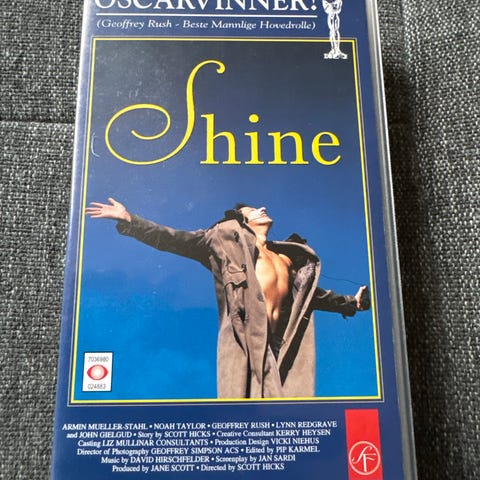 OSCARVINNER!
(Geoffrey Rush - Beste Mannlige Hovedrolle)
Shine
7036980
024883
ARMIN MUELLER-STAHL • NOAH TAYLOR • GEOFFREY RUSH • LYNN REDGRAVE
and JOHN GIELGUD • Story by SCOTT HICKS • Creative Consultant KERRY HEYSEN
Casting LIZ MULLINAR CONSULTANTS • Production Design VICKI NIEHUS
Director of Photography GEOFFREY SIMPSON ACS • Edited by PIP KARMEL
Music by DAVID HIRSCHFELDER • Screenplay by JAN SARDI
Produced by JANE SCOTT • Directed by SCOTT HICKS
SF